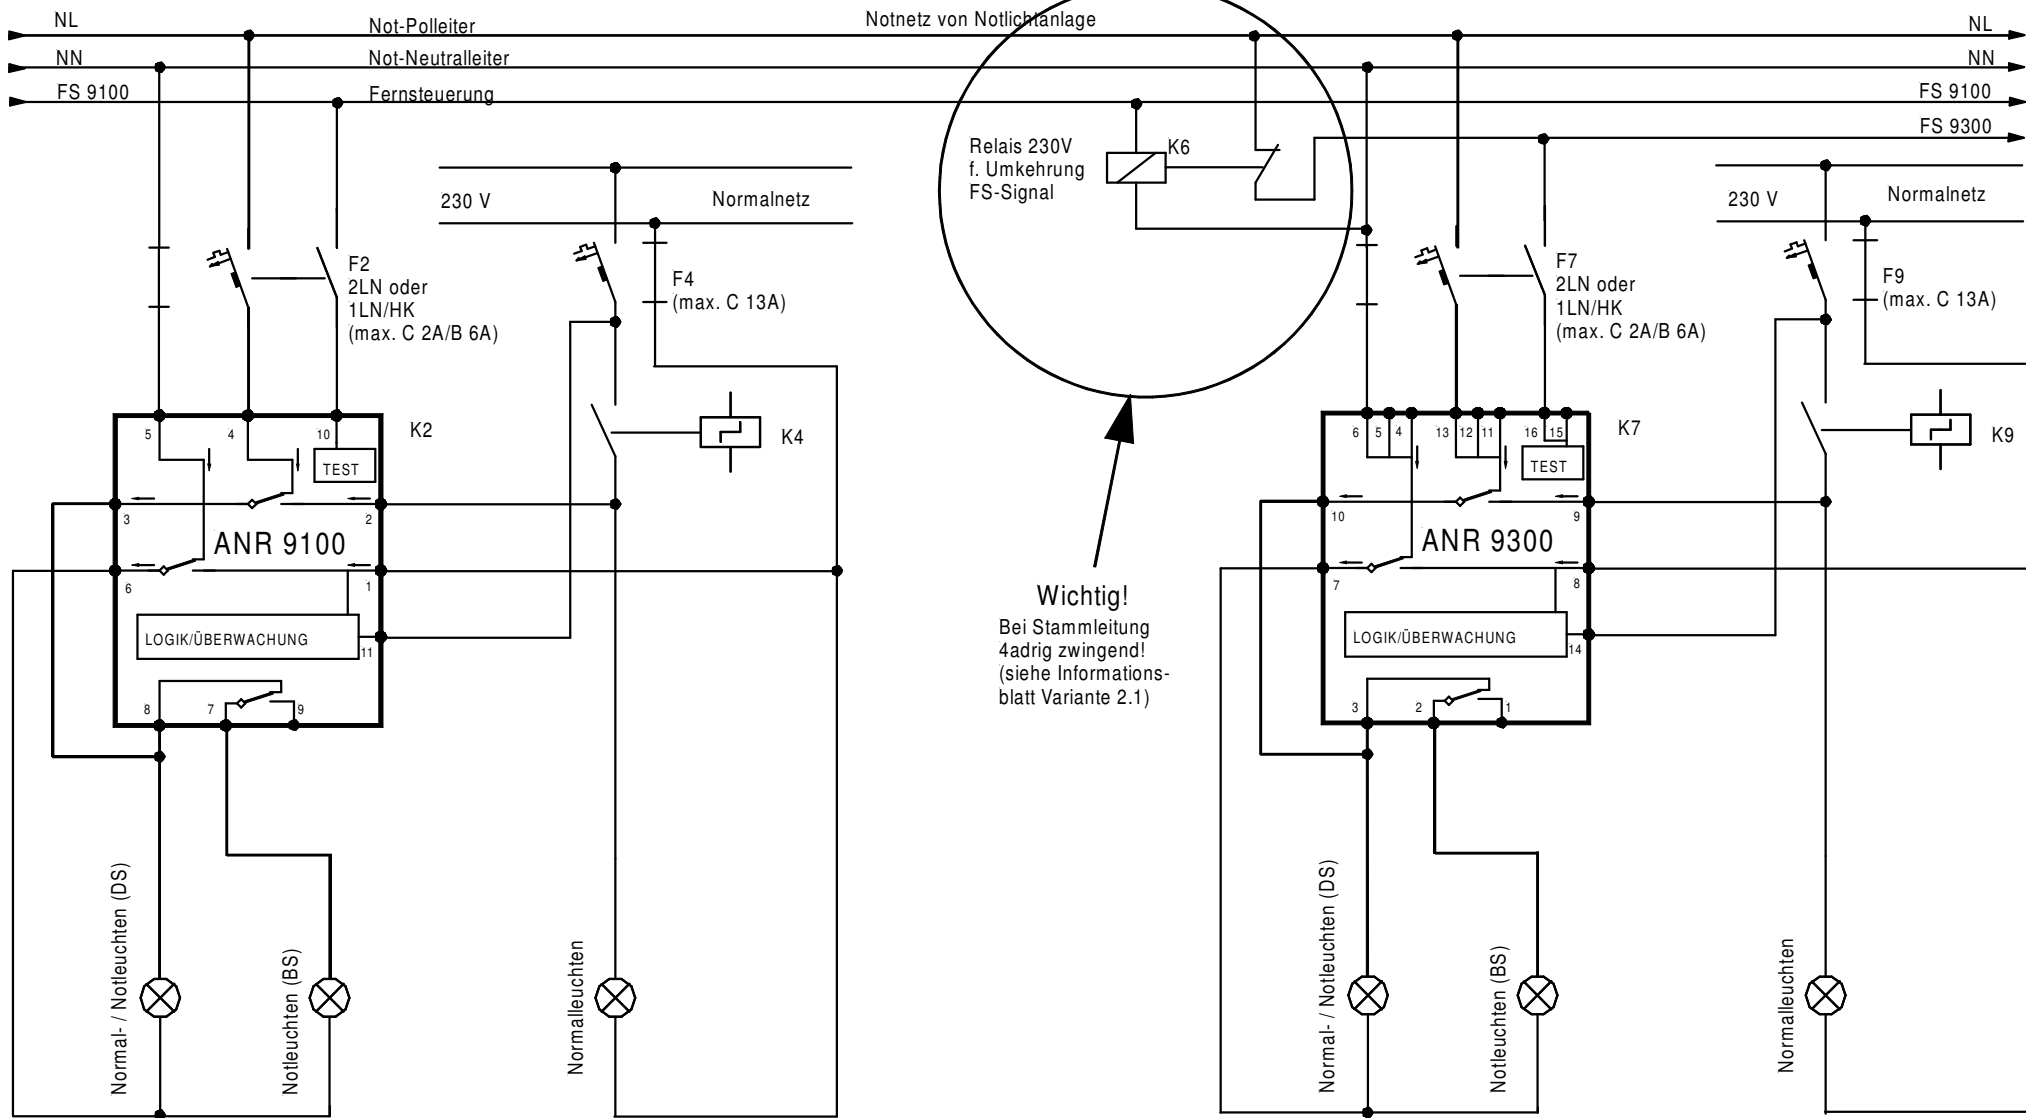 NL
Not-Polleiter
Notnetz von Notlichtanlage
NL
NN
Not-Neutralleiter
NN
FS 9100
Fernsteuerung
FS 9100
FS 9300
Relais 230V
f. Umkehrung
FS-Signal
K6
230 V
Normalnetz
230 V
Normalnetz
F2
2LN oder
1LN/HK
(max. C 2A/B 6A)
F4
(max. C 13A)
F7
2LN oder
1LN/HK
(max. C 2A/B 6A)
F9
(max. C 13A)
5
4
10
TEST
K2
K4
3
2
ANR 9100
6
1
LOGIK/ÜBERWACHUNG
11
8
7
9
Wichtig!
Bei Stammleitung
4adrig zwingend!
(siehe Informations-
blatt Variante 2.1)
6
5
4
13
12
11
16
15
TEST
K7
K9
10
9
ANR 9300
7
8
LOGIK/ÜBERWACHUNG
14
3
2
1
Normal- / Notleuchten (DS)
Notleuchten (BS)
Normalleuchten
Normal- / Notleuchten (DS)
Notleuchten (BS)
Normalleuchten